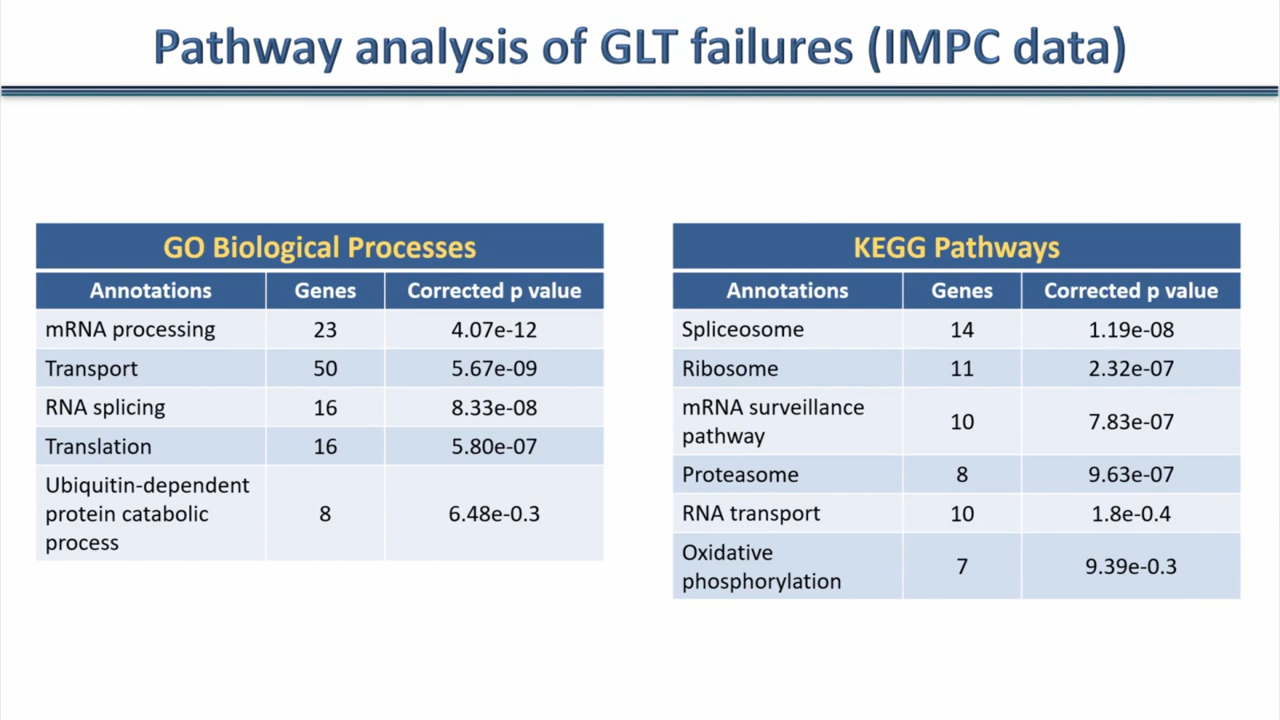 Pathway analysis of GLT failures (IMPC data)
GO Biological Processes
Annotations Genes Corrected p value
mRNA processing 23 4.07e-12
Transport 50 5.67e-09
RNA splicing 16 8.33e-08
Translation 16 5.80e-07
Ubiquitin-dependent
protein catabolic 8 6.48e-0.3
process
KEGG Pathways
Annotations Genes Corrected p value
Spliceosome 14 1.19e-08
Ribosome 11 2.32e-07
mRNA surveillance
pathway 10 7.83e-07
Proteasome 8 9.63e-07
RNA transport 10 1.8e-0.4
Oxidative
phosphorylation 7 9.39e-0.3